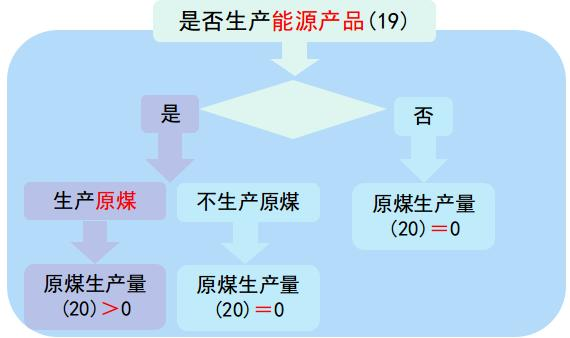 是否生产能源产品(19)
是
否
生产原煤
不生产原煤
原煤生产量
(20)=0
原煤生产量
(20)>0
原煤生产量
(20)=0